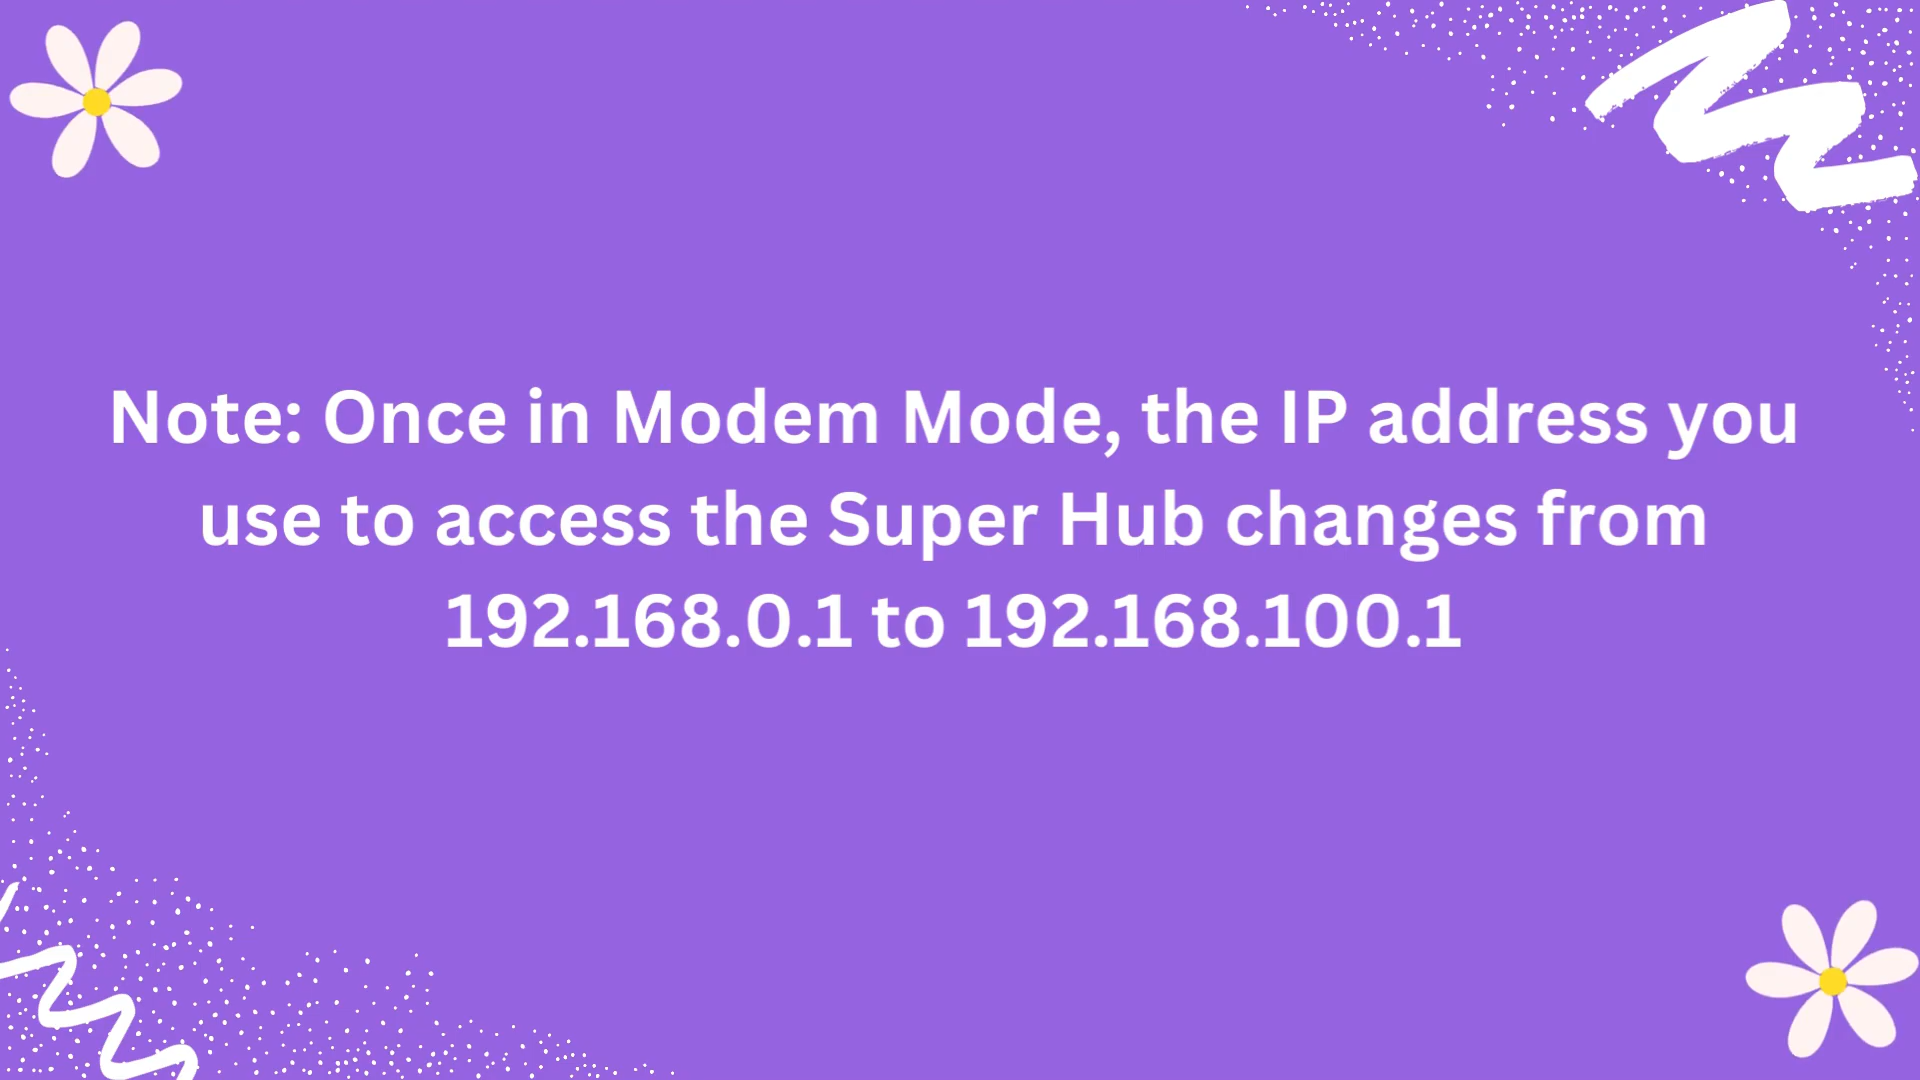 Note: Once in Modem Mode, the IP address you
use to access the Super Hub changes from
192.168.0.1 to 192.168.100.1